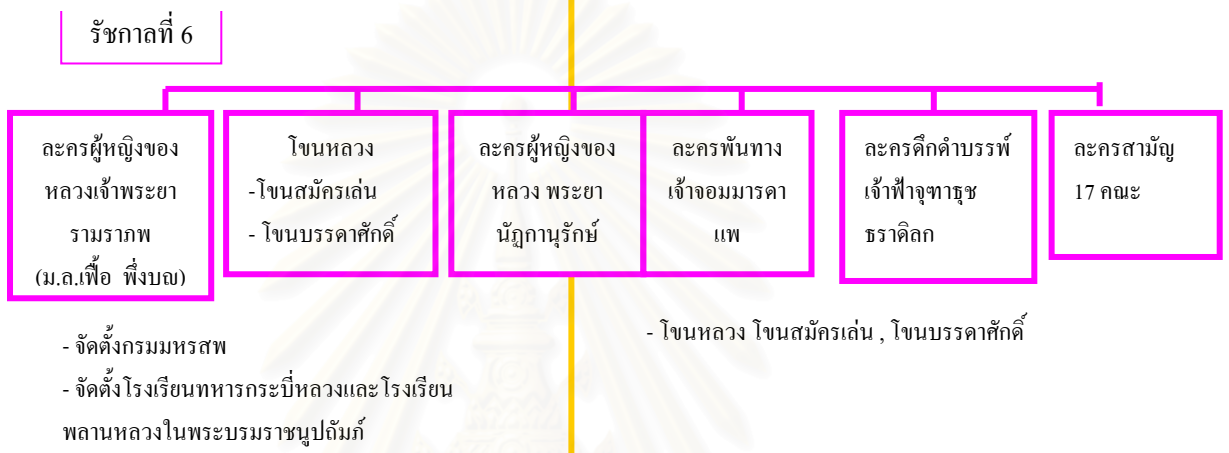 รัชกาลที่ 6
ละครผู้หญิงของ
หลวงเจ้าพระยา
รามราภพ
(ม.ล.เฟื้อ พึ่งบุญ)
โขนหลวง
-โขนสมัครเล่น
- โขนบรรดาศักดิ์
ละครผู้หญิงของ
หลวง พระยา
นัฏกานุรักษ์
ละครพันทาง
เจ้าจอมมารดา
แพ
ละครดึกดำบรรพ์
เจ้าฟ้าจุฑาธุช
ธราดิลก
ละครสามัญ
17 คณะ
- จัดตั้งกรมมหรสพ
- จัดตั้งโรงเรียนทหารกระบี่หลวงและโรงเรียน
พลานหลวงในพระบรมราชนูปถัมภ์
- โขนหลวง โขนสมัครเล่น , โขนบรรดาศักดิ์